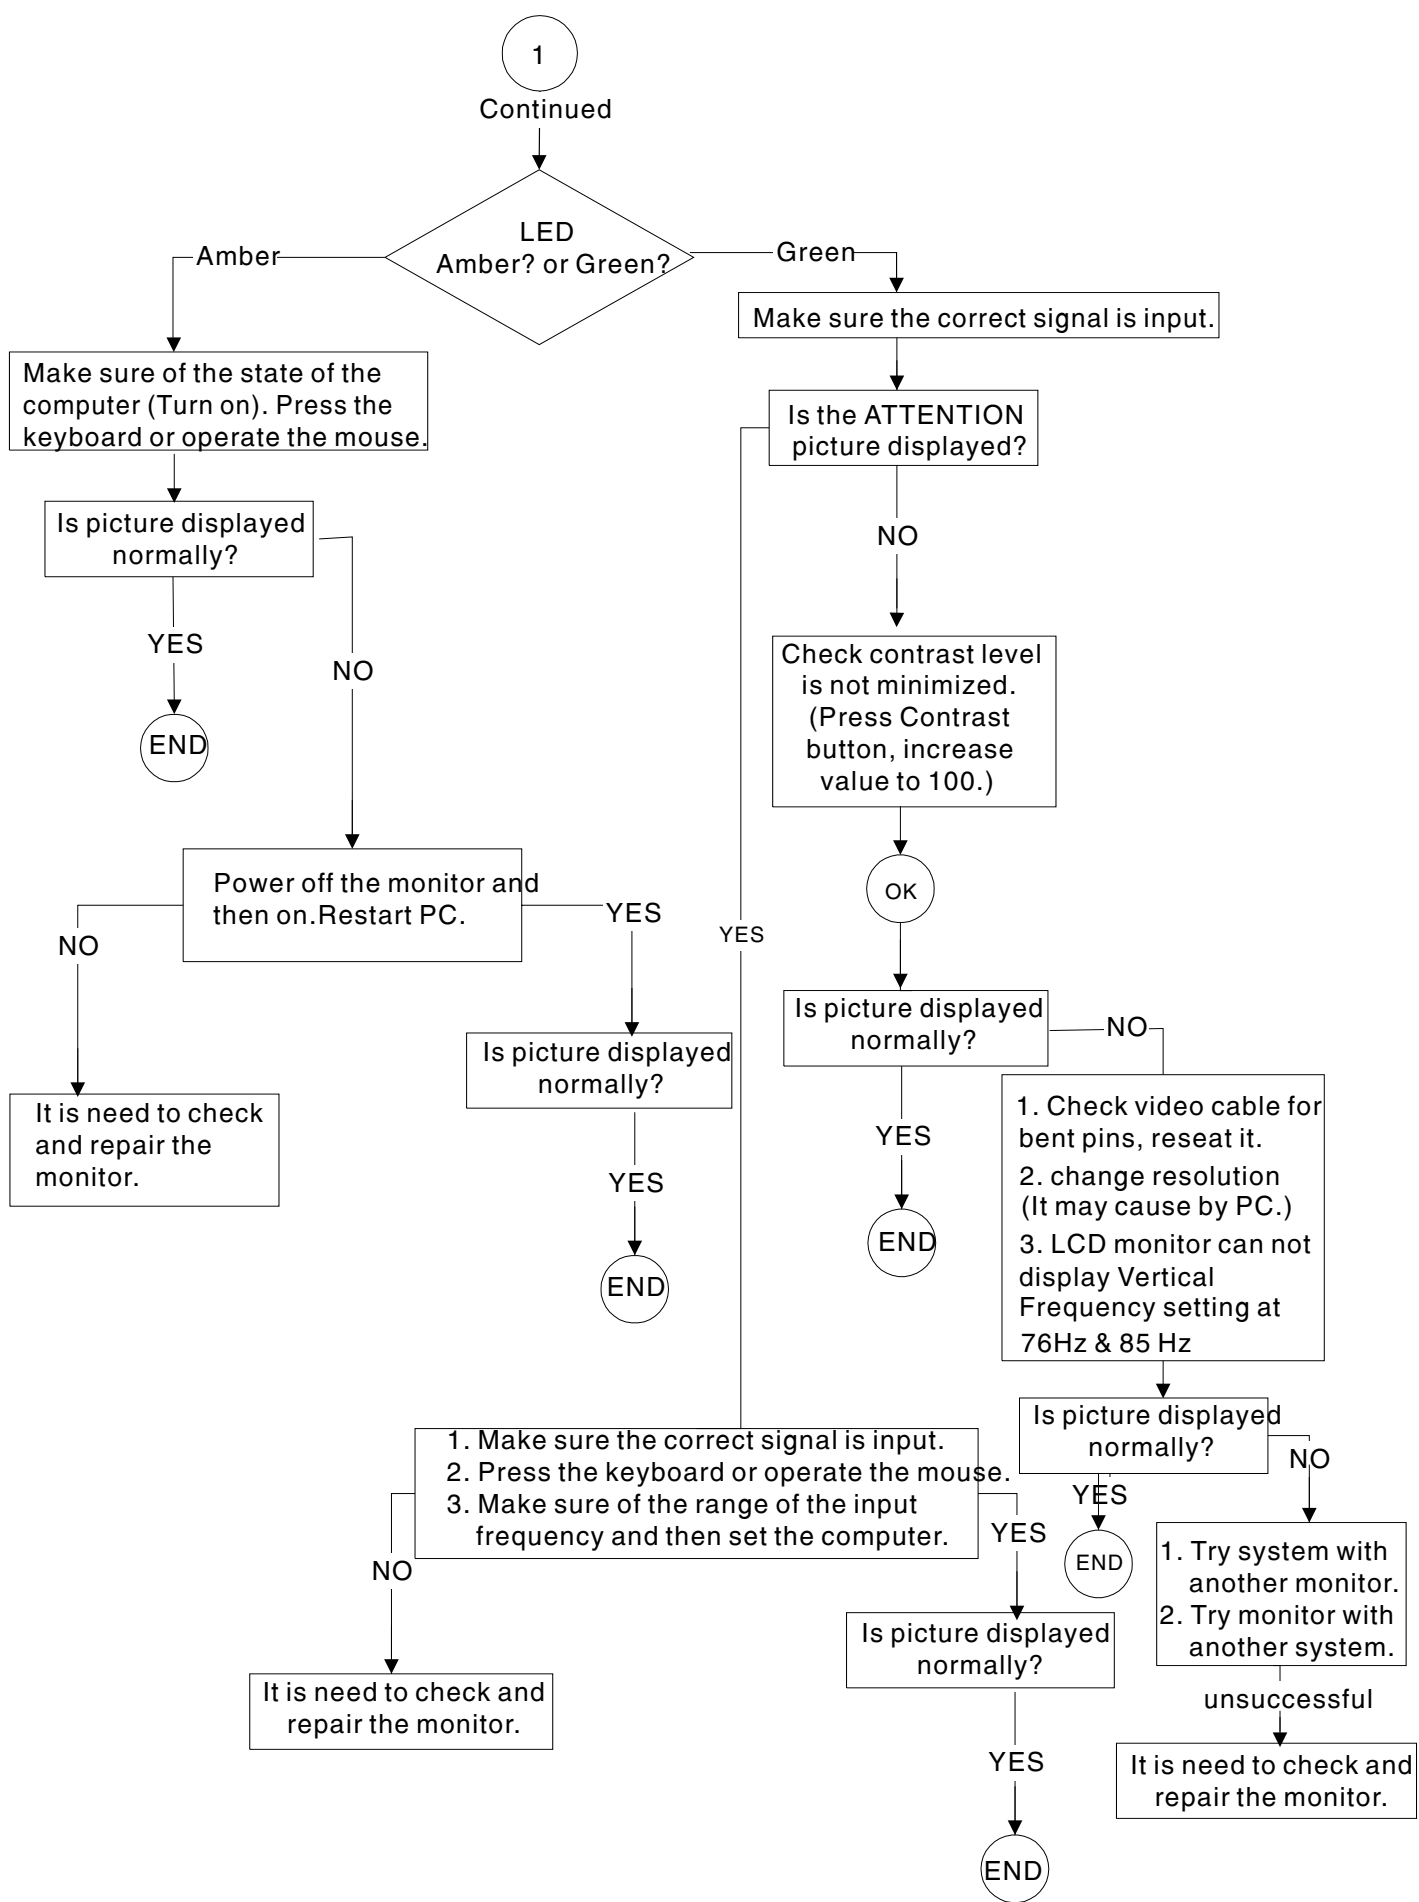 1
Continued
LED
Amber? or Green?
Amber
Green
Make sure the correct signal is input.
Make sure of the state of the
computer (Turn on). Press the
keyboard or operate the mouse.
Is the ATTENTION
picture displayed?
Is picture displayed
normally?
NO
YES
NO
END
Check contrast level
is not minimized.
(Press Contrast
button, increase
value to 100.)
Power off the monitor and
then on.Restart PC.
OK
NO
YES
YES
Is picture displayed
normally?
NO
Is picture displayed
normally?
It is need to check
and repair the
monitor.
1. Check video cable for
bent pins, reseat it.
2. change resolution
(It may cause by PC.)
3. LCD monitor can not
display Vertical
Frequency setting at
76Hz & 85 Hz
YES
YES
END
END
Is picture displayed
normally?
1. Make sure the correct signal is input.
2. Press the keyboard or operate the mouse.
3. Make sure of the range of the input
frequency and then set the computer.
NO
YES
YES
NO
END
1. Try system with
another monitor.
2. Try monitor with
another system.
Is picture displayed
normally?
It is need to check and
repair the monitor.
unsuccessful
YES
It is need to check and
repair the monitor.
END